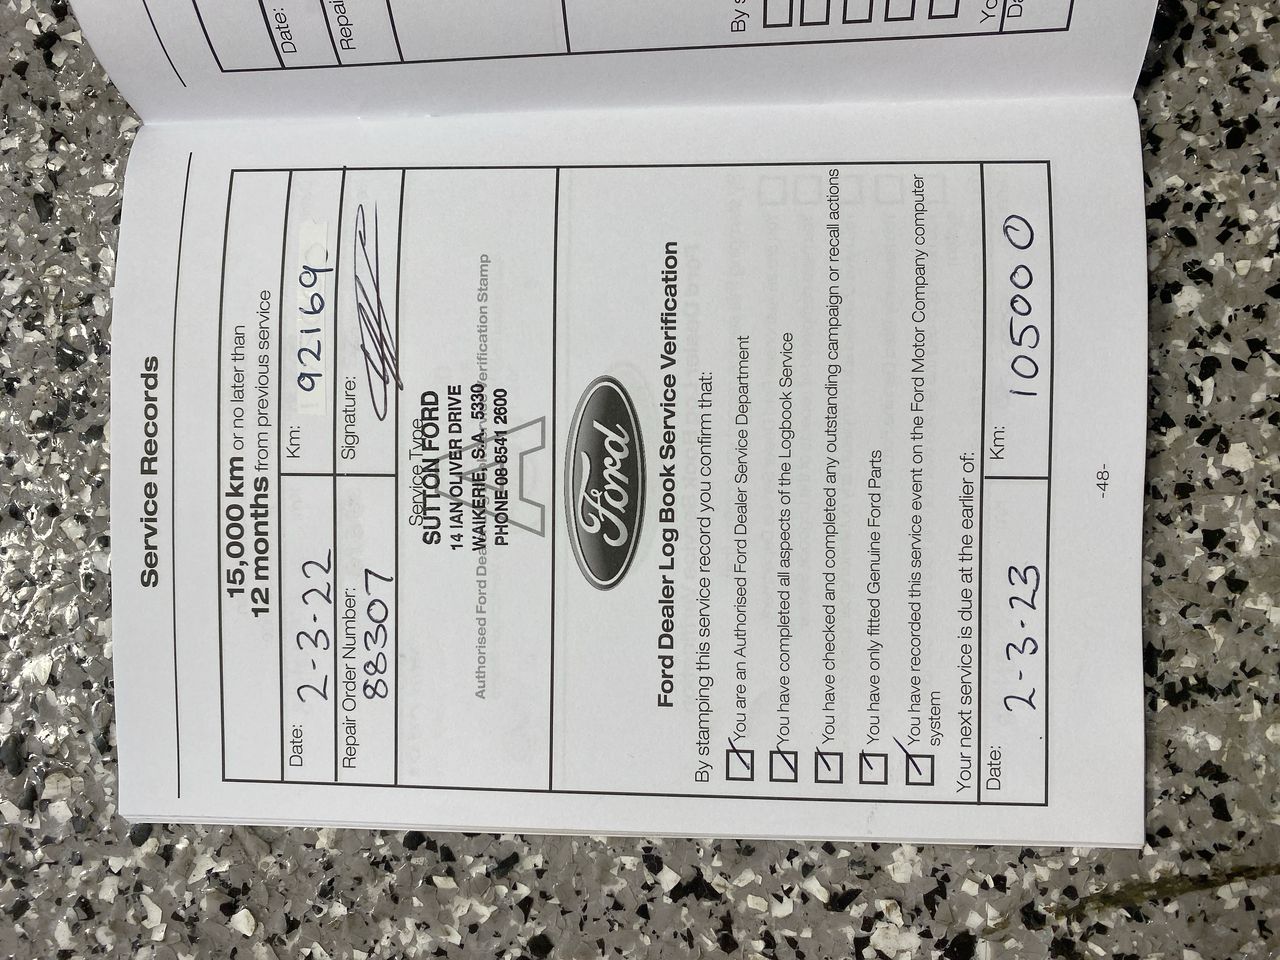 Service Records
15,000 km or no later than
12 months from previous service
Date: 2-3-22 Km: 92169
Repair Order Number: Signature:
88307
Service Type
SUTTON FORD
14 IAN OLIVER DRIVE
WAIKERIE, S.A. 5330
Authorised Ford Dealer Verification Stamp
PHONE 08 8541 2600
Ford
Ford Dealer Log Book Service Verification
By stamping this service record you confirm that:
You are an Authorised Ford Dealer Service Department
You have completed all aspects of the Logbook Service
You have checked and completed any outstanding campaign or recall actions
You have only fitted Genuine Ford Parts
You have recorded this service event on the Ford Motor Company computer
system
Your next service is due at the earlier of:
Date: 2-3-23 Km: 105000
-48-
Date: